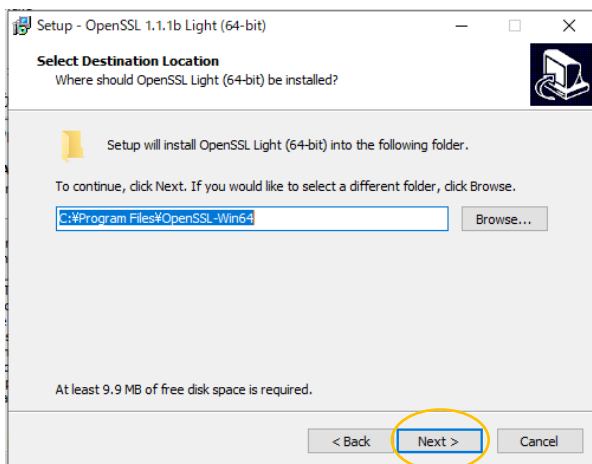 Setup - OpenSSL 1.1.1b Light (64-bit)
Select Destination Location
Where should OpenSSL Light (64-bit) be installed?
Setup will install OpenSSL Light (64-bit) into the following folder.
To continue, click Next. If you would like to select a different folder, click Browse.
C:¥Program Files¥OpenSSL-Win64
Browse...
At least 9.9 MB of free disk space is required.
< Back
Next >
Cancel